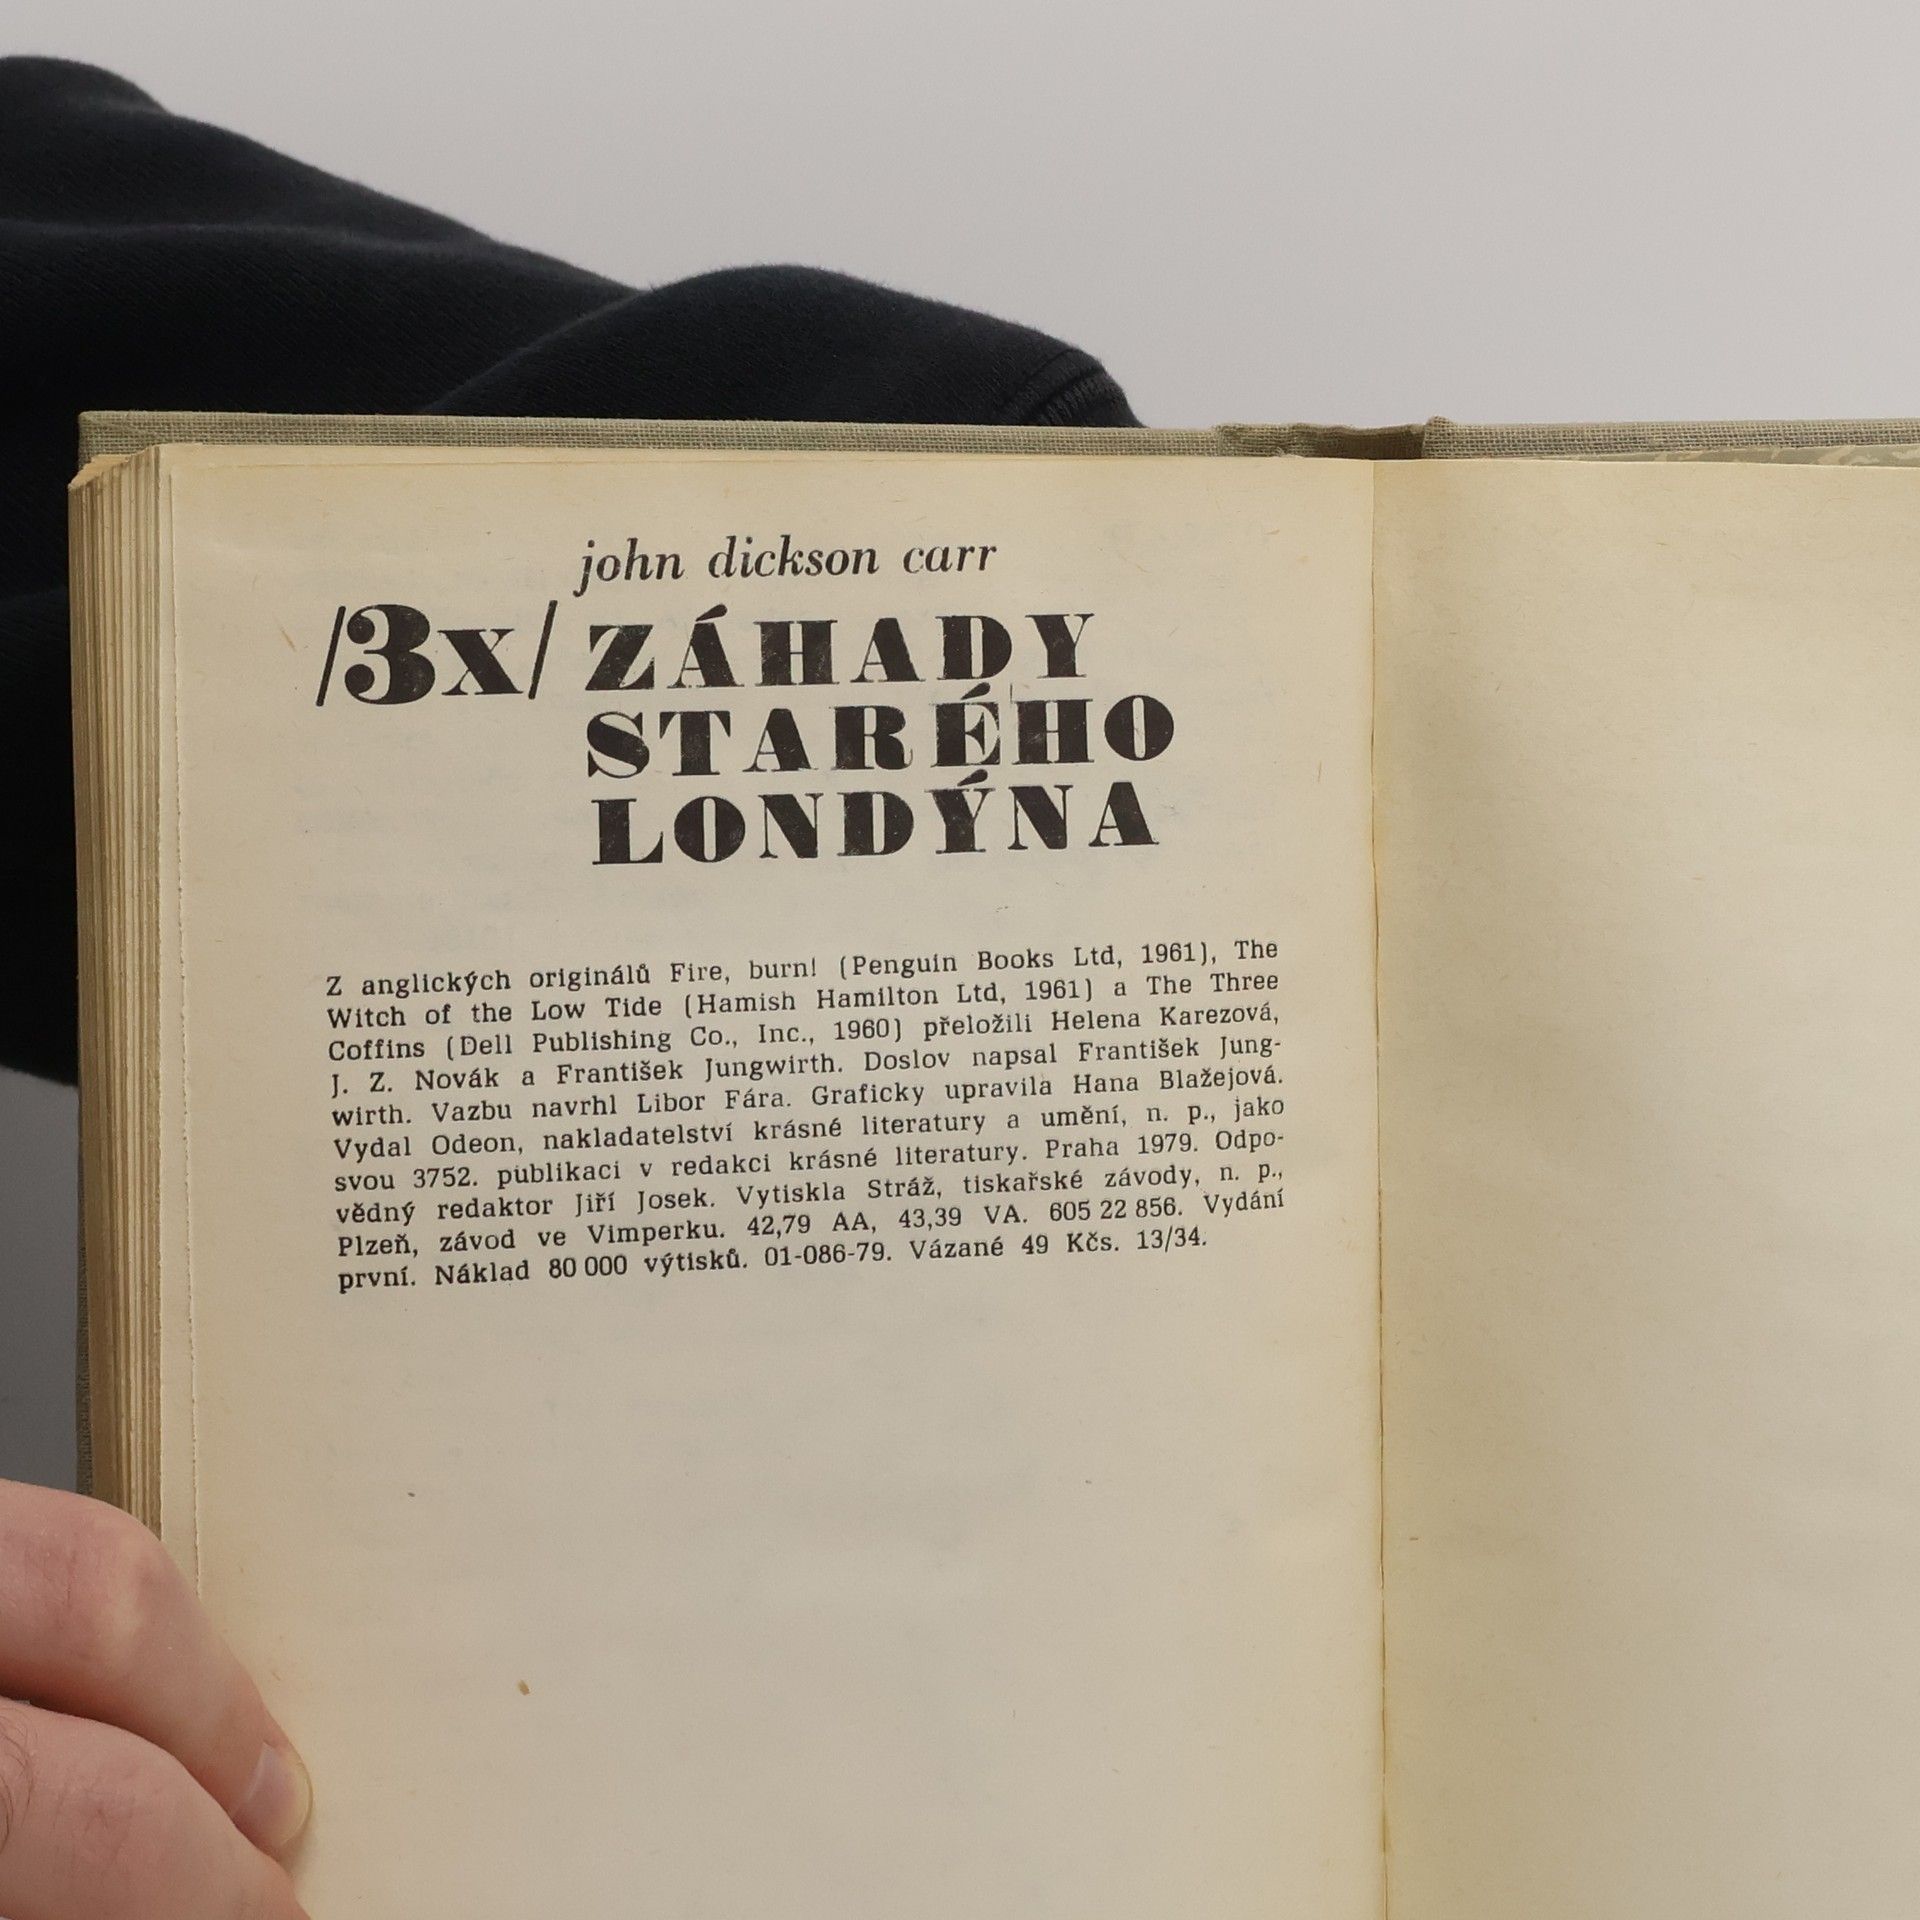 john dickson carr
/3x/ ZÁHADY
STARÉHO
LONDÝNA
Z anglických originálů Fire, burn! (Penguin Books Ltd, 1961), The
Witch of the Low Tide (Hamish Hamilton Ltd, 1961) a The Three
Coffins (Dell Publishing Co., Inc., 1960) přeložili Helena Karezová,
J. Z. Novák a František Jungwirth. Doslov napsal František Jung-
wirth. Vazbu navrhl Libor Fára. Graficky upravila Hana Blažejová.
Vydal Odeon, nakladatelství krásné literatury a umění, n. p., jako
svou 3752. publikaci v redakci krásné literatury. Praha 1979. Odpo-
vědný redaktor Jiří Josek. Vytiskla Stráž, tiskařské závody, n. p.,
Plzeň, závod ve Vimperku. 42,79 AA, 43,39 VA. 605 22 856. Vydání
první. Náklad 80 000 výtisků. 01-086-79. Vázané 49 Kčs. 13/34.